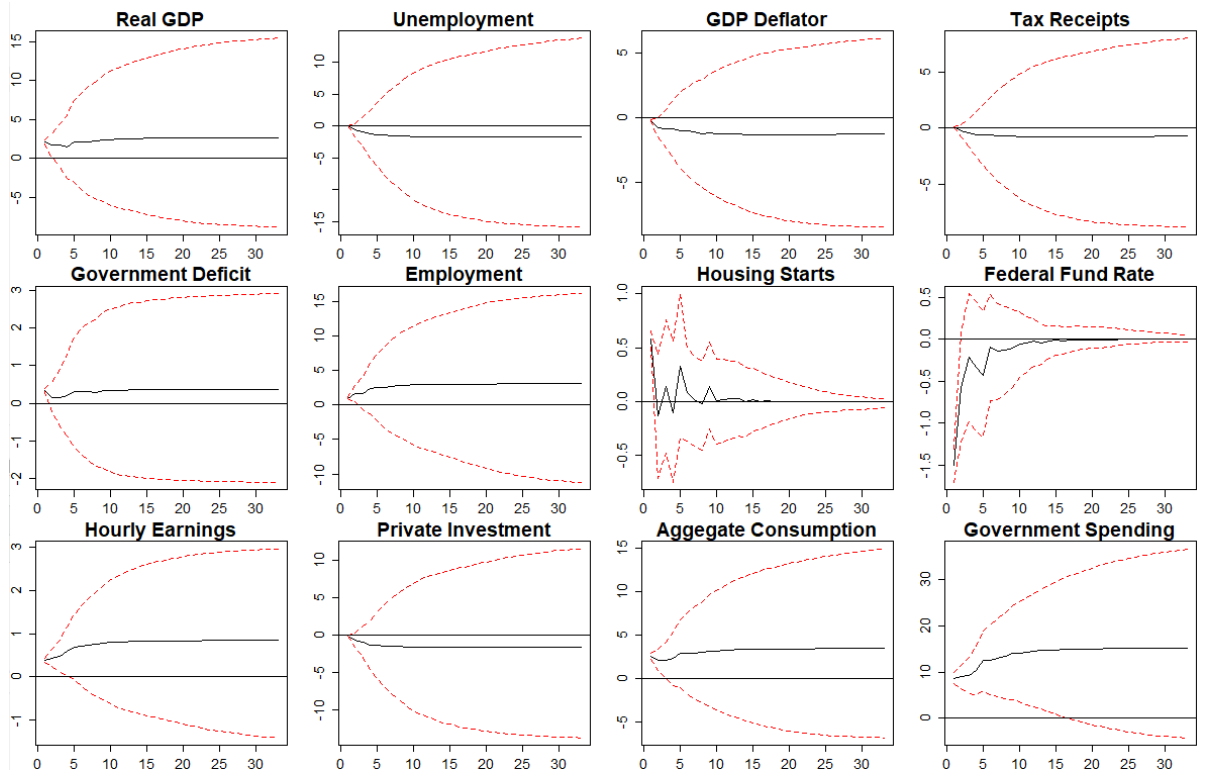 Real GDP
15
10
5
0
-5
0 5 10 15 20 25 30
Unemployment
10
5
0
-5
-15
0 5 10 15 20 25 30
GDP Deflator
5
0
-5
0 5 10 15 20 25 30
Tax Receipts
5
0
-5
0 5 10 15 20 25 30
Government Deficit
3
2
1
0
-1
-2
0 5 10 15 20 25 30
Employment
15
10
5
0
-5
-10
0 5 10 15 20 25 30
Housing Starts
1.0
0.5
0.0
-0.5
0 5 10 15 20 25 30
Federal Fund Rate
0.5
0.0
-0.5
-1.0
-1.5
0 5 10 15 20 25 30
Hourly Earnings
3
2
1
0
-1
0 5 10 15 20 25 30
Private Investment
10
5
0
-5
-10
0 5 10 15 20 25 30
Aggegate Consumption
15
10
5
0
-5
0 5 10 15 20 25 30
Government Spending
30
20
10
0
0 5 10 15 20 25 30